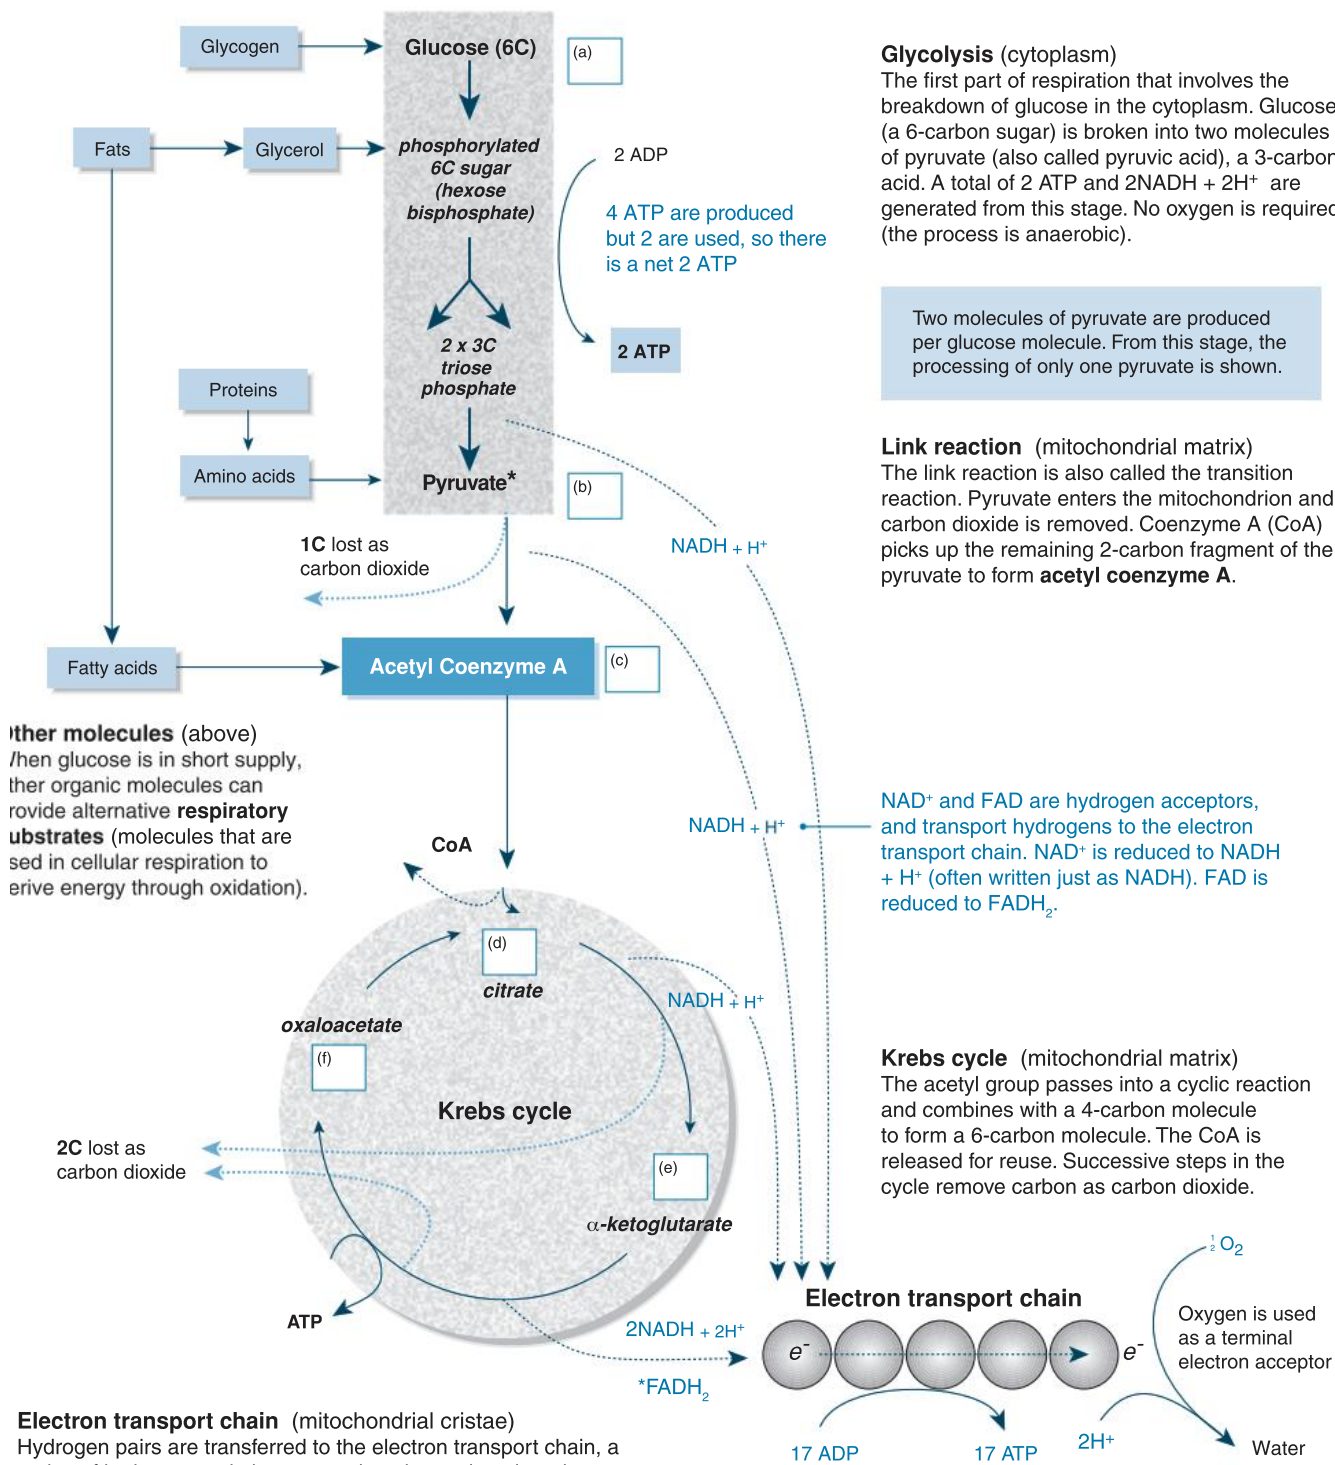 Glycogen
Glucose (6C)
(a)
Fats
Glycerol
phosphorylated
6C sugar
(hexose
bisphosphate)
2 ADP
4 ATP are produced
but 2 are used, so there
is a net 2 ATP
2 x 3C
triose
phosphate
2 ATP
Proteins
Amino acids
Pyruvate*
(b)
1C lost as
carbon dioxide
NADH + H+
Fatty acids
Acetyl Coenzyme A
(c)
Glycolysis (cytoplasm)
The first part of respiration that involves the
breakdown of glucose in the cytoplasm. Glucose
(a 6-carbon sugar) is broken into two molecules
of pyruvate (also called pyruvic acid), a 3-carbon
acid. A total of 2 ATP and 2NADH + 2H+ are
generated from this stage. No oxygen is required
(the process is anaerobic).
Two molecules of pyruvate are produced
per glucose molecule. From this stage, the
processing of only one pyruvate is shown.
Link reaction (mitochondrial matrix)
The link reaction is also called the transition
reaction. Pyruvate enters the mitochondrion and
carbon dioxide is removed. Coenzyme A (CoA)
picks up the remaining 2-carbon fragment of the
pyruvate to form acetyl coenzyme A.
ther molecules (above)
hen glucose is in short supply,
ther organic molecules can
rovide alternative respiratory
ubstrates (molecules that are
sed in cellular respiration to
erive energy through oxidation).
CoA
NADH + H+
NAD+ and FAD are hydrogen acceptors,
and transport hydrogens to the electron
transport chain. NAD+ is reduced to NADH
+ H+ (often written just as NADH). FAD is
reduced to FADH2.
(d)
citrate
NADH + H+
oxaloacetate
(f)
Krebs cycle
2C lost as
carbon dioxide
(e)
α-ketoglutarate
ATP
Krebs cycle (mitochondrial matrix)
The acetyl group passes into a cyclic reaction
and combines with a 4-carbon molecule
to form a 6-carbon molecule. The CoA is
released for reuse. Successive steps in the
cycle remove carbon as carbon dioxide.
½O2
Electron transport chain
2NADH + 2H+
*FADH2
e-
e-
Oxygen is used
as a terminal
electron acceptor
17 ADP
17 ATP
2H+
Water
Electron transport chain (mitochondrial cristae)
Hydrogen pairs are transferred to the electron transport chain, a